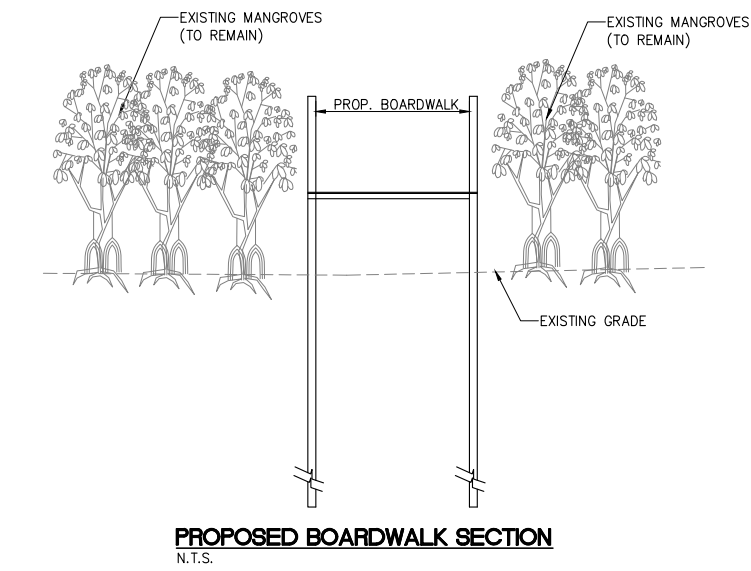 EXISTING MANGROVES
(TO REMAIN)
EXISTING MANGROVES
(TO REMAIN)
PROP. BOARDWALK
EXISTING GRADE
PROPOSED BOARDWALK SECTION
N.T.S.